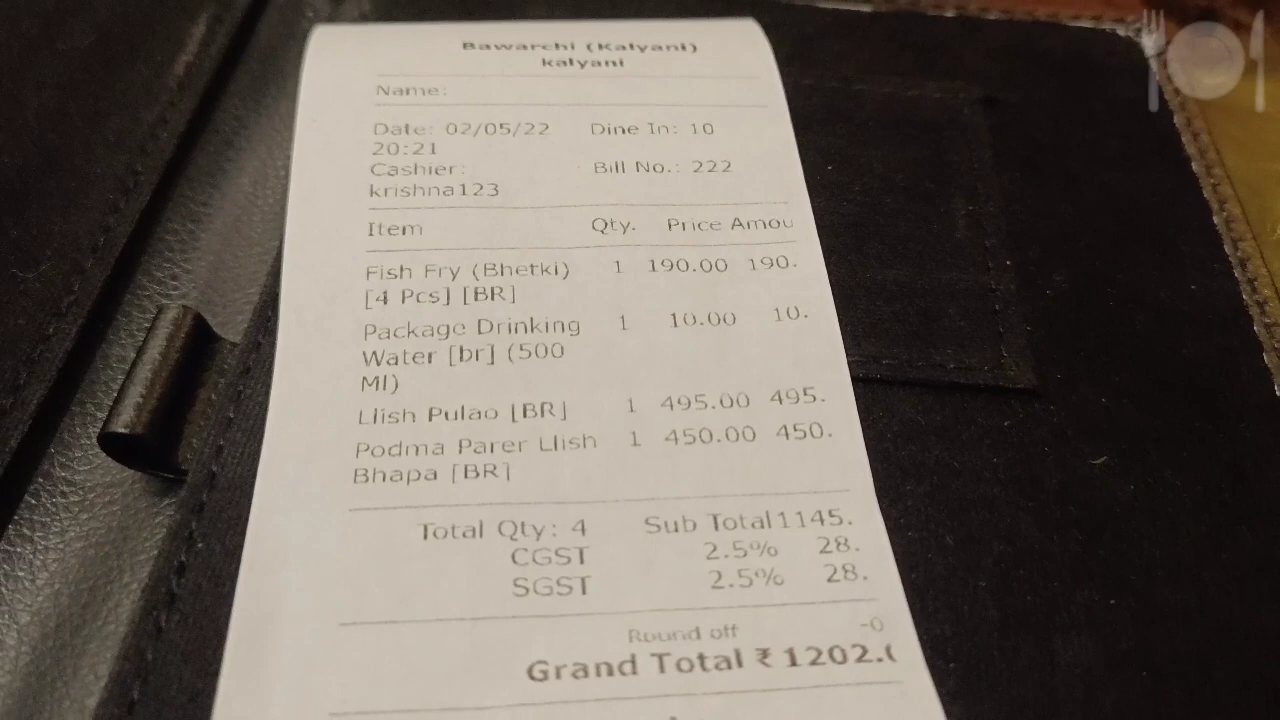 Bawarchi (Kalyani)
kalyani
Name:
Date: 02/05/22 Dine In: 10
20:21
Cashier: Bill No.: 222
krishna123
Item Qty. Price Amou
Fish Fry (Bhetki) 1 190.00 190.
[4 Pcs] [BR]
Package Drinking 1 10.00 10.
Water [br] (500
Ml)
Llish Pulao [BR] 1 495.00 495.
Podma Parer Llish 1 450.00 450.
Bhapa [BR]
Total Qty: 4 Sub Total 1145.
CGST 2.5% 28.
SGST 2.5% 28.
Round off -0
Grand Total ₹ 1202.